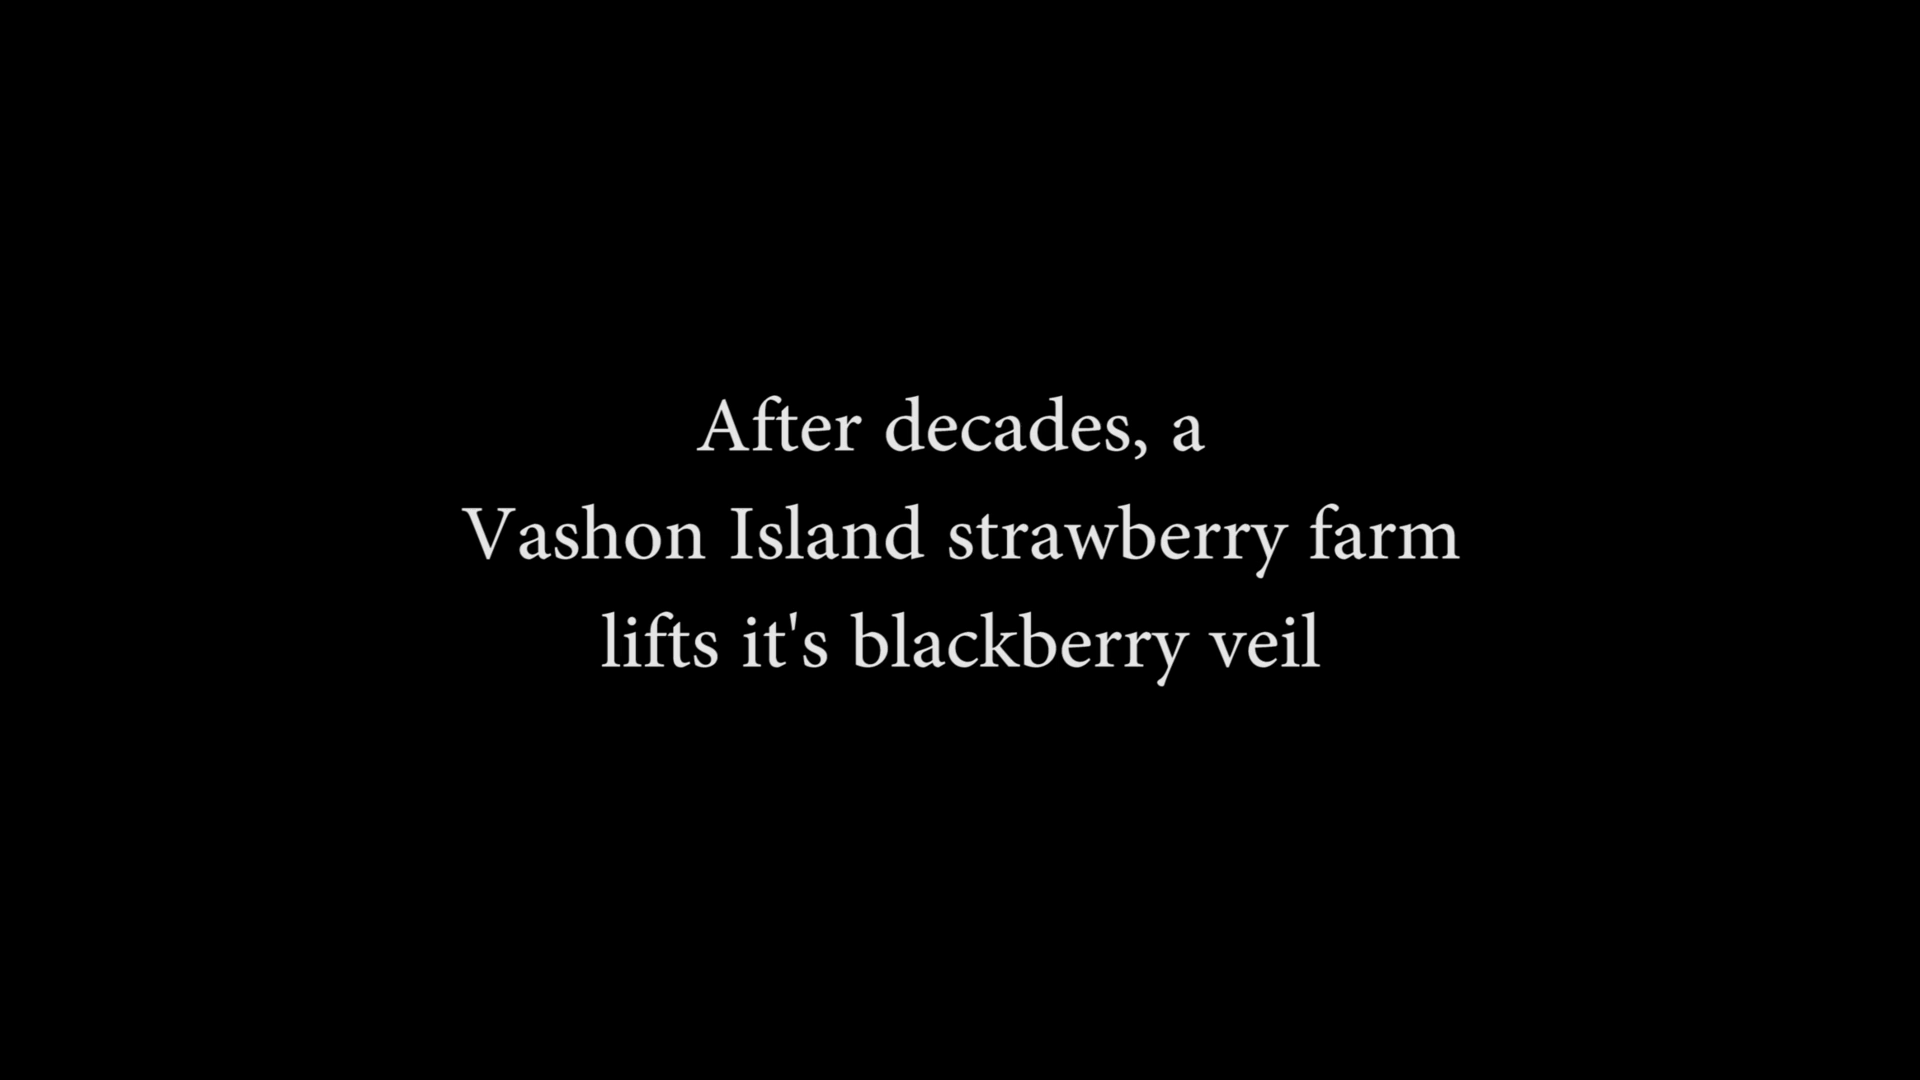 After decades, a
Vashon Island strawberry farm
lifts it's blackberry veil